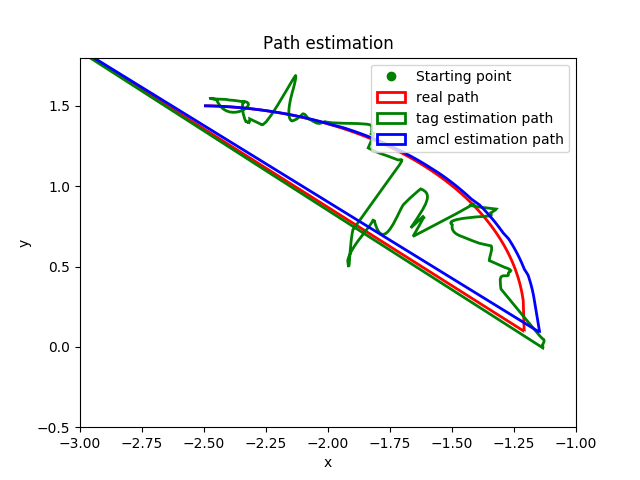 Path estimation
Starting point
real path
tag estimation path
amcl estimation path
y
1.5
1.0
0.5
0.0
−0.5
−3.00 −2.75 −2.50 −2.25 −2.00 −1.75 −1.50 −1.25 −1.00
x